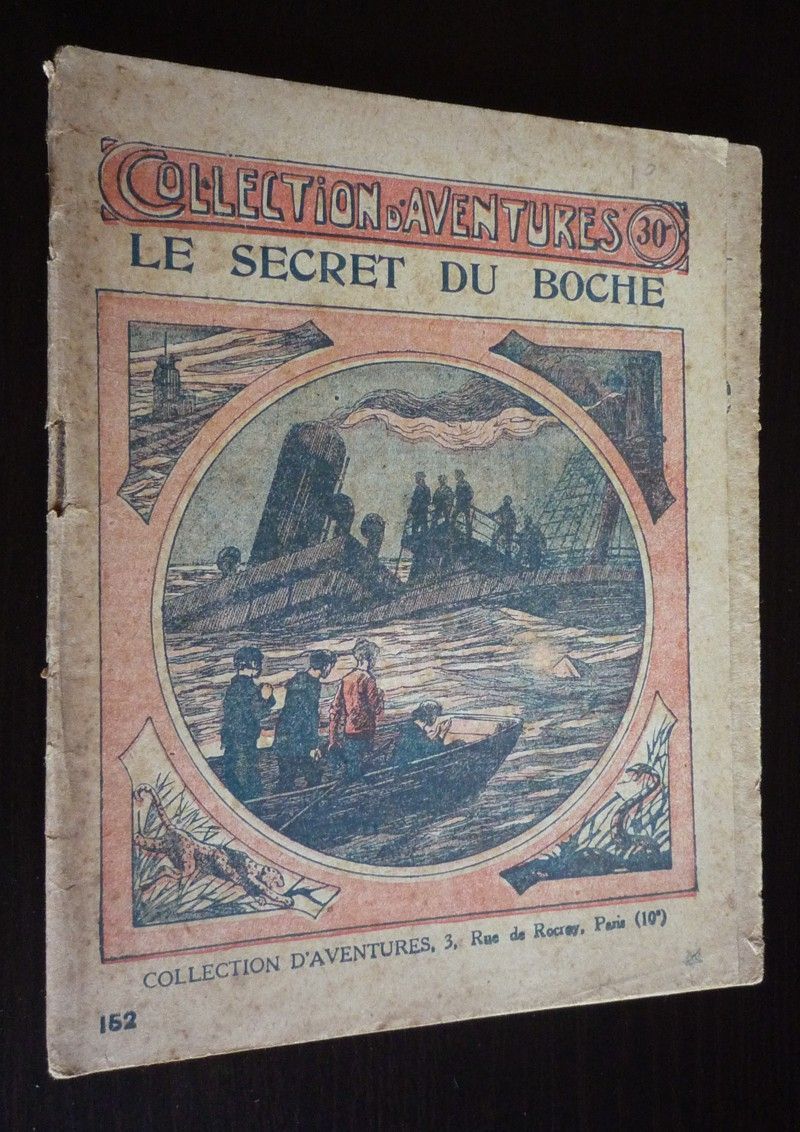 COLLECTION D'AVENTURES 30c
LE SECRET DU BOCHE
COLLECTION D'AVENTURES, 3, Rue de Rocroy, Paris (10e)
152